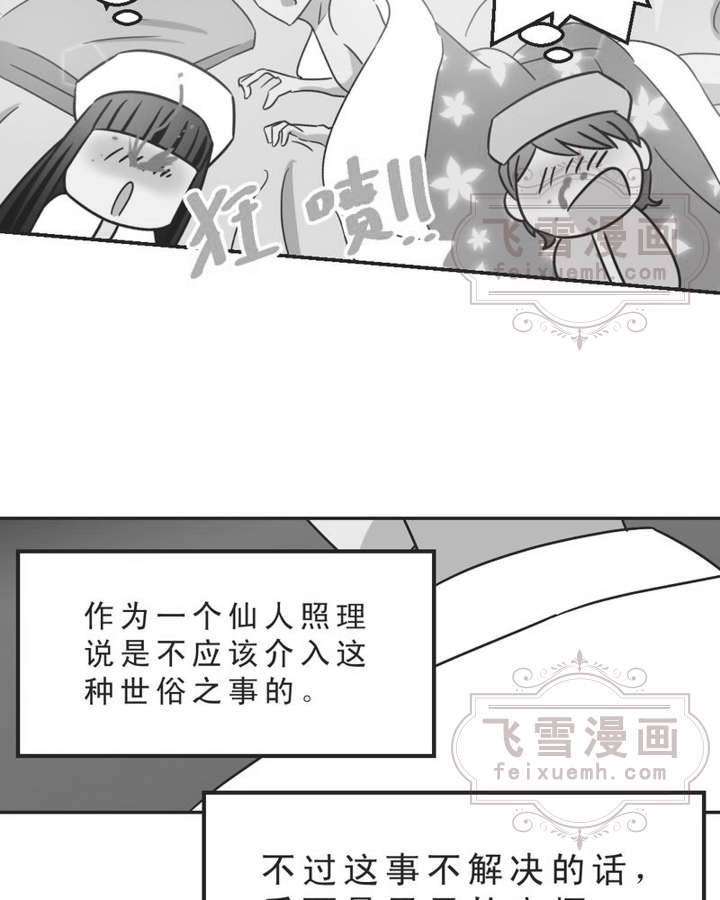 狂喷!!!
飞雪漫画
feixuemh.com
作为一个仙人照理
说是不应该介入这
种世俗之事的。
飞雪漫画
feixuemh.com
不过这事不解决的话，